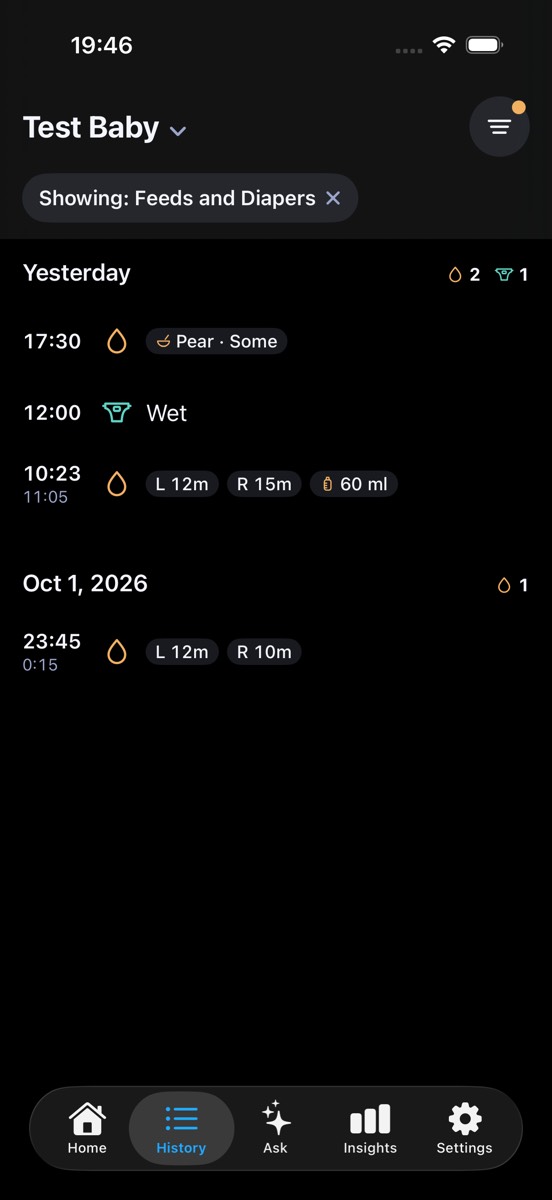 19:46
Test Baby
Showing: Feeds and Diapers
Yesterday 2 1
17:30 Pear · Some
12:00 Wet
10:23 L 12m R 15m 60 ml
11:05
Oct 1, 2026 1
23:45 L 12m R 10m
0:15
Home History Ask Insights Settings